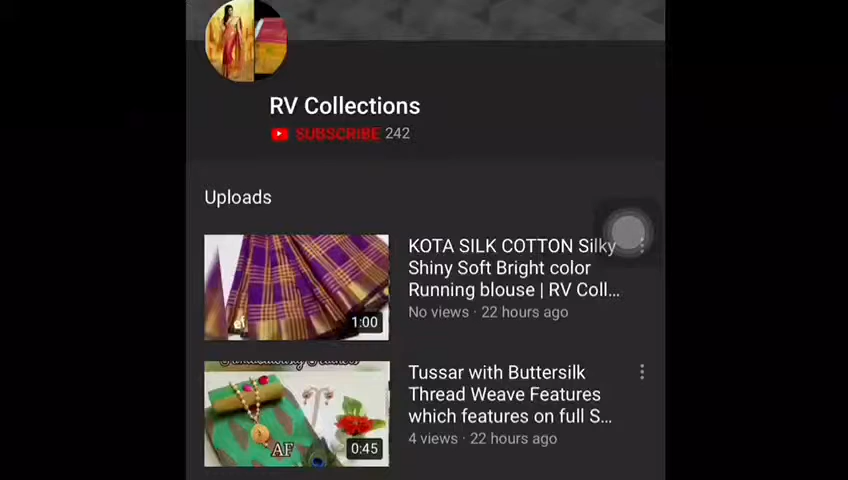 RV Collections
SUBSCRIBE 242
Uploads
KOTA SILK COTTON Silky
Shiny Soft Bright color
Running blouse | RV Coll...
No views · 22 hours ago
1:00
Tussar with Buttersilk
Thread Weave Features
which features on full S...
4 views · 22 hours ago
AF
0:45